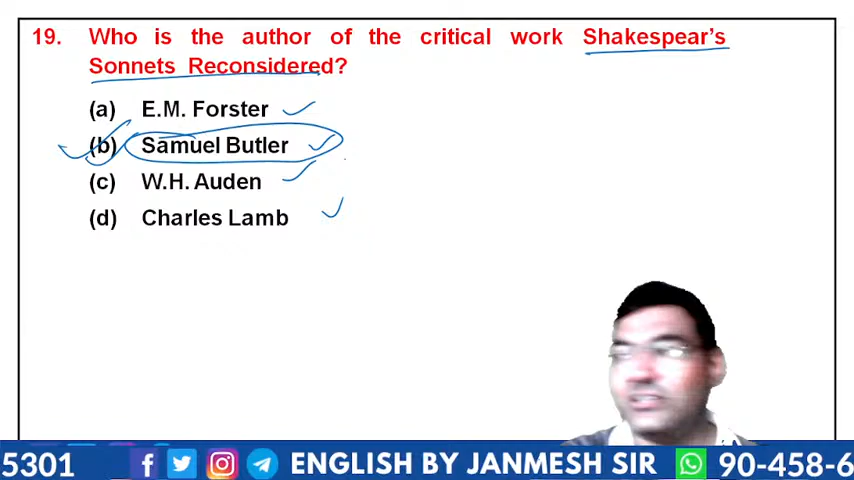 19. Who is the author of the critical work Shakespear's
Sonnets Reconsidered?
(a) E.M. Forster
(b) Samuel Butler
(c) W.H. Auden
(d) Charles Lamb
5301 ENGLISH BY JANMESH SIR 90-458-6